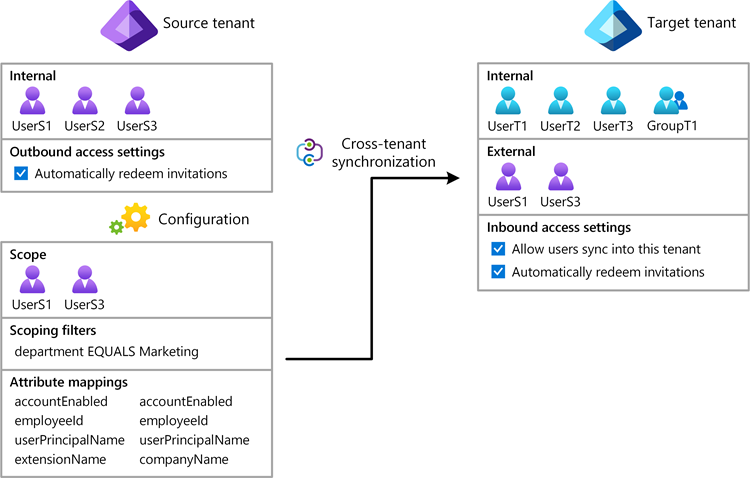 Source tenant
Internal
UserS1 UserS2 UserS3
Outbound access settings
Automatically redeem invitations
Configuration
Scope
UserS1 UserS3
Scoping filters
department EQUALS Marketing
Attribute mappings
accountEnabled accountEnabled
employeeId employeeId
userPrincipalName userPrincipalName
extensionName companyName
Cross-tenant
synchronization
Target tenant
Internal
UserT1 UserT2 UserT3 GroupT1
External
UserS1 UserS3
Inbound access settings
Allow users sync into this tenant
Automatically redeem invitations